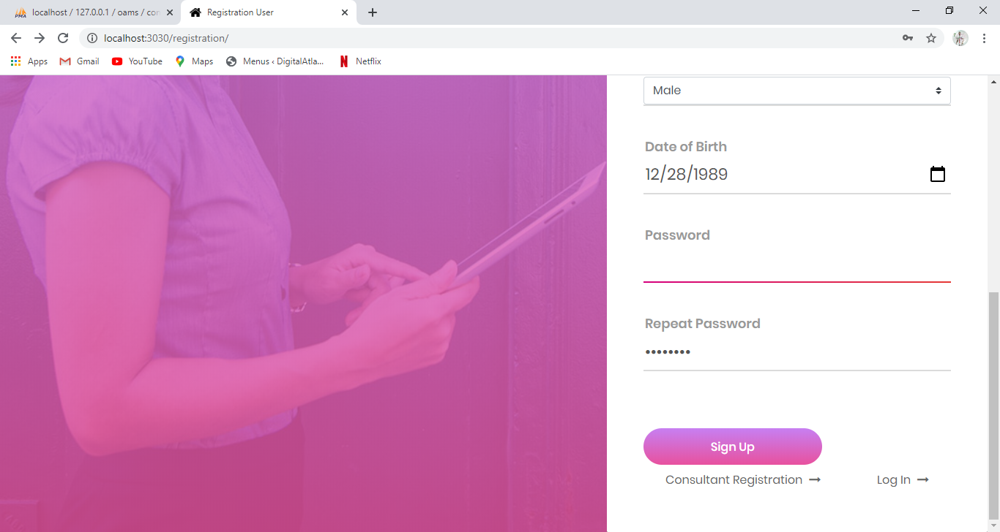 localhost / 127.0.0.1 / oams / con
Registration User
localhost:3030/registration/
Apps
Gmail
YouTube
Maps
Menus ‹ DigitalAtla...
Netflix
Male
Date of Birth
12/28/1989
Password
Repeat Password
••••••••
Sign Up
Consultant Registration
Log In